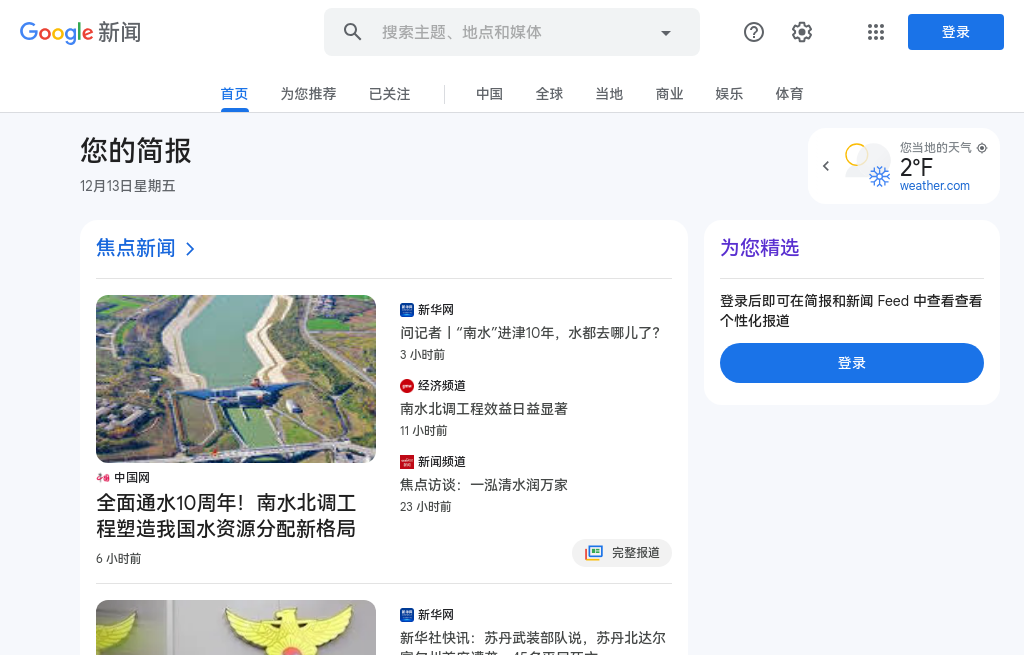 Google 新闻
搜索主题、地点和媒体
登录
首页 为您推荐 已关注 中国 全球 当地 商业 娱乐 体育
您的简报
12月13日星期五
您当地的天气
2°F
weather.com
焦点新闻
中国网
全面通水10周年！南水北调工
程塑造我国水资源分配新格局
6 小时前
新华网
问记者丨“南水”进津10年，水都去哪儿了？
3 小时前
经济频道
南水北调工程效益日益显著
11 小时前
新闻频道
焦点访谈：一泓清水润万家
23 小时前
完整报道
为您精选
登录后即可在简报和新闻 Feed 中查看查看
个性化报道
登录
新华网
新华社快讯：苏丹武装部队说，苏丹北达尔